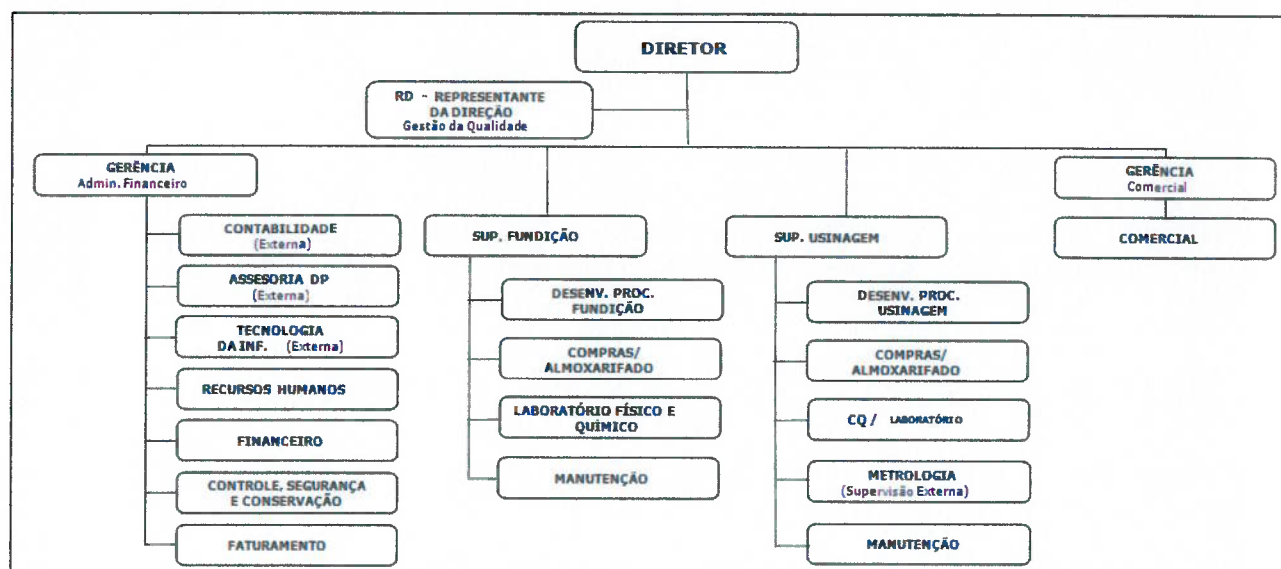 DIRETOR
RD - REPRESENTANTE
DA DIREÇÃO
Gestão da Qualidade
GERÊNCIA
Admin. Financeiro
CONTABILIDADE
(Externa)
ASSESORIA DP
(Externa)
TECNOLOGIA
DA INF. (Externa)
RECURSOS HUMANOS
FINANCEIRO
CONTROLE, SEGURANÇA
E CONSERVAÇÃO
FATURAMENTO
SUP. FUNDIÇÃO
DESENV. PROC.
FUNDIÇÃO
COMPRAS/
ALMOXARIFADO
LABORATÓRIO FÍSICO E
QUÍMICO
MANUTENÇÃO
SUP. USINAGEM
DESENV. PROC.
USINAGEM
COMPRAS/
ALMOXARIFADO
CQ / LABORATÓRIO
METROLOGIA
(Supervisão Externa)
MANUTENÇÃO
GERÊNCIA
Comercial
COMERCIAL